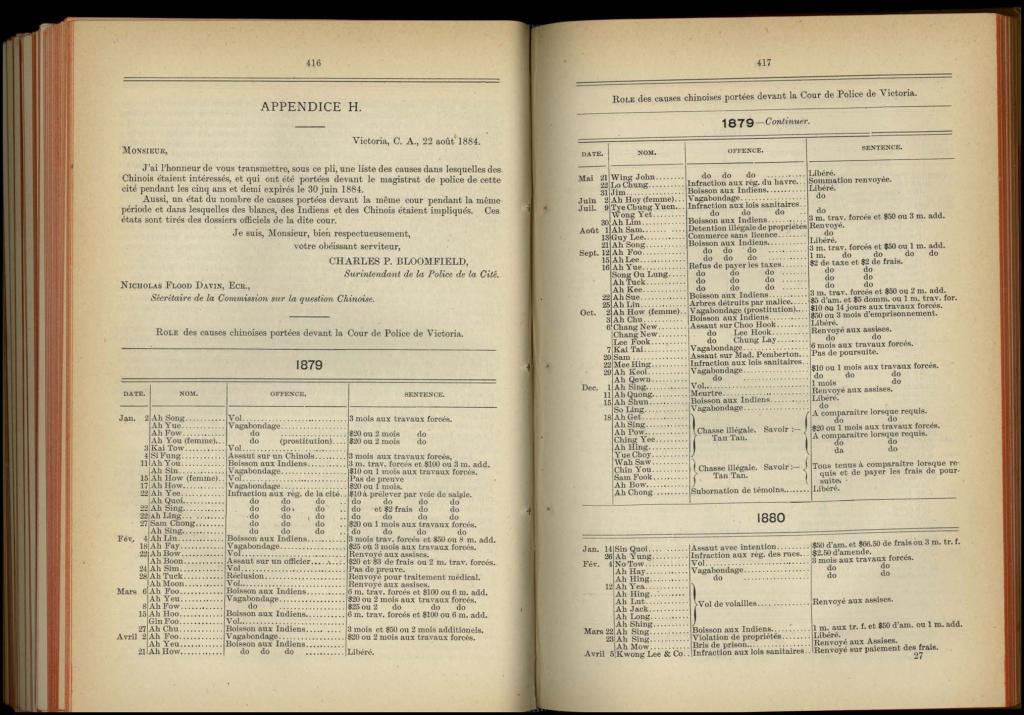 416
APPENDICE H.
Victoria, C. A., 22 août 1884.
MONSIEUR,
J'ai l'honneur de vous transmettre, sous ce pli, une liste des causes dans lesquelles des
Chinois étaient intéressés, et qui ont été portées devant le magistrat de police de cette
cité pendant les cinq ans et demi expirés le 30 juin 1884.
Aussi, un état du nombre de causes portées devant la même cour pendant la même
période et dans lesquelles des blancs, des Indiens et des Chinois étaient impliqués. Ces
états sont tirés des dossiers officiels de la dite cour.
Je suis, Monsieur, bien respectueusement,
votre obéissant serviteur,
CHARLES P. BLOOMFIELD,
Surintendant de la Police de la Cité.
NICHOLAS FLOOD DAVIN, ECR.,
Sécrétaire de la Commission sur la question Chinoise.
ROLE des causes chinoises portées devant la Cour de Police de Victoria.
1879
DATE. NOM. OFFENCE. SENTENCE.
Jan. 2 Ah Song Vol 3 mois aux travaux forcés.
Ah Yue Vagabondage
Ah Fow do $20 ou 2 mois do
Ah You (femme) do (prostitution) $20 ou 2 mois do
3 Kai Tow Vol
4 Si Fung Assaut sur un Chinois 3 mois aux travaux forcés,
11 Ah You Boisson aux Indiens 3 m. trav. forcés et $100 ou 3 m. add.
Ah Sin Vagabondage $10 ou 1 mois aux travaux forcés.
15 Ah How (femme) Vol Pas de preuve
17 Ah How Vagabondage $20 ou 1 mois.
22 Ah Yee Infraction aux règ. de la cité $10 à prélever par voie de saisie.
Ah Quoi do do do do do do
22 Ah Sing do do do do et $2 frais do do
22 Ah Ling do do do do do do do
27 Sam Chong do do do $20 ou 1 mois aux travaux forcés.
Ah Sing do do do do do do do
Fév. 4 Ah Lin Boisson aux Indiens 3 mois trav. forcés et $50 ou 8 m. add.
18 Ah Fay Vagabondage $25 ou 3 mois aux travaux forcés.
22 Ah Bow Vol Renvoyé aux assises.
Ah Boon Assaut sur un officier $20 et $3 de frais ou 2 m. trav. forcés.
24 Ah Sim Vol Pas de preuve.
28 Ah Tuck Réclusion Renvoyé pour traitement médical.
Ah Moon Vol Renvoyé aux assises.
Mars 6 Ah Foo Boisson aux Indiens 6 m. trav. forcés et $100 ou 6 m. add.
Ah Yeu Vagabondage $20 ou 2 mois aux travaux forcés.
8 Ah Fow do $25 ou 2 do do do
15 Ah Hoo Boisson aux Indiens 6 m. trav. forcés et $100 ou 6 m. add.
Gin Foo Vol
27 Ah Chu Boisson aux Indiens 3 mois et $50 ou 2 mois additionels.
Avril 2 Ah Foo Vagabondage $20 ou 2 mois aux travaux forcés.
Ah Yeu Boisson aux Indiens
21 Ah How do do do Libéré.
417
ROLE des causes chinoises portées devant la Cour de Police de Victoria.
1879—Continuer.
DATE. NOM. OFFENCE. SENTENCE.
Mai 21 Wing John do do do Libéré.
22 Lo Chung Infraction aux règ. du havre Sommation renvoyée.
31 Jim Boisson aux Indiens Libéré.
Juin 2 Ah Hoy (femme) Vagabondage do
Juil. 9 Tye Chung Yuen Infraction aux lois sanitaires
Wong Yet do do do do
30 Ah Lim Boisson aux Indiens 3 m. trav. forcés et $50 ou 3 m. add.
Août 1 Ah Sam Detention illégale de propriétés Renvoyé.
13 Guy Lee Commerce sans licence do
21 Ah Song Boisson aux Indiens Libéré.
Sept. 12 Ah Foo do do do 3 m. trav. forcés et $50 ou 1 m. add.
15 Ah Lee do do do 1 m. do do do do
16 Ah Yue Refus de payer les taxes $2 de taxe et $2 de frais.
Song Ou Lung do do do do do
Ah Tuck do do do do do
Ah Kee do do do do do
22 Ah Sue Boisson aux Indiens 3 m. trav. forcés et $50 ou 2 m. add.
25 Ah Lin Arbres détruits par malice $5 d'am. et $5 domm. ou 1 m. trav. for.
Oct. 2 Ah How (femme) Vagabondage (prostitution) $10 ou 14 jours aux travaux forcés.
3 Ah Chu Boisson aux Indiens $50 ou 3 mois d'emprisonnement.
6 Chang New Assaut sur Choo Hook Libéré.
Chang New do Lee Hook Renvoyé aux assises.
Lee Fook do Chung Lay do do
7 Kai Tai Vagabondage 6 mois aux travaux forcés.
20 Sam Assaut sur Mad. Pemberton Pas de poursuite.
22 Mee Hing Infraction aux lois sanitaires
29 Ah Keol Vagabondage $10 ou 1 mois aux travaux forcés.
Ah Qewn do do do do
Dec. 1 Ah Sing Vol 1 mois do
11 Ah Quong Meurtre Renvoyé aux assises.
15 Ah Shun Boisson aux Indiens Libéré.
So Ling Vagabondage do
18 Ah Get A comparaître lorsque requis.
Ah Sing do
Ah Pow Chasse illégale. Savoir :— $20 ou 1 mois aux travaux forcés.
Ching Yee Tan Tan. A comparaître lorsque requis.
Ah Hing do do
Yue Choy da do
Wah Saw
Chin You Chasse illégale. Savoir :— Tous tenus à comparaître lorsque re-
Sam Fook Tan Tan. quis et de payer les frais de pour-
Ah Bow suite.
Ah Chong Subornation de témoins Libéré.
1880
Jan. 14 Sin Quoi Assaut avec intention $50 d'am. et $66.50 de frais ou 3 m. tr. f.
26 Ah Yung Infraction aux règ. des rues $2.50 d'amende.
Fév. 4 No Tow Vol 3 mois aux travaux forcés.
Ah Hay Vagabondage do do
Ah Hing do do do
12 Ah Yea
Ah Hing
Ah Lut Vol de volailles Renvoyé aux assises.
Ah Jack
Ah Long
Ah Shing
Mars 22 Ah Sing Boisson aux Indiens 1 m. aux tr. f. et $50 d'am. ou 1 m. add.
23 Ah Sing Violation de propriétés Libéré.
Ah Mow Bris de prison Renvoyé aux Assises.
Avril 5 Kwong Lee & Co Infraction aux lois sanitaires Renvoyé sur paiement des frais.
27